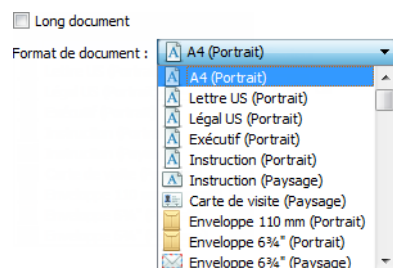 Long document
Format de document : A4 (Portrait)
A4 (Portrait)
Lettre US (Portrait)
Légal US (Portrait)
Exécutif (Portrait)
Instruction (Portrait)
Instruction (Paysage)
Carte de visite (Paysage)
Enveloppe 110 mm (Portrait)
Enveloppe 6¾" (Portrait)
Enveloppe 6¾" (Paysage)